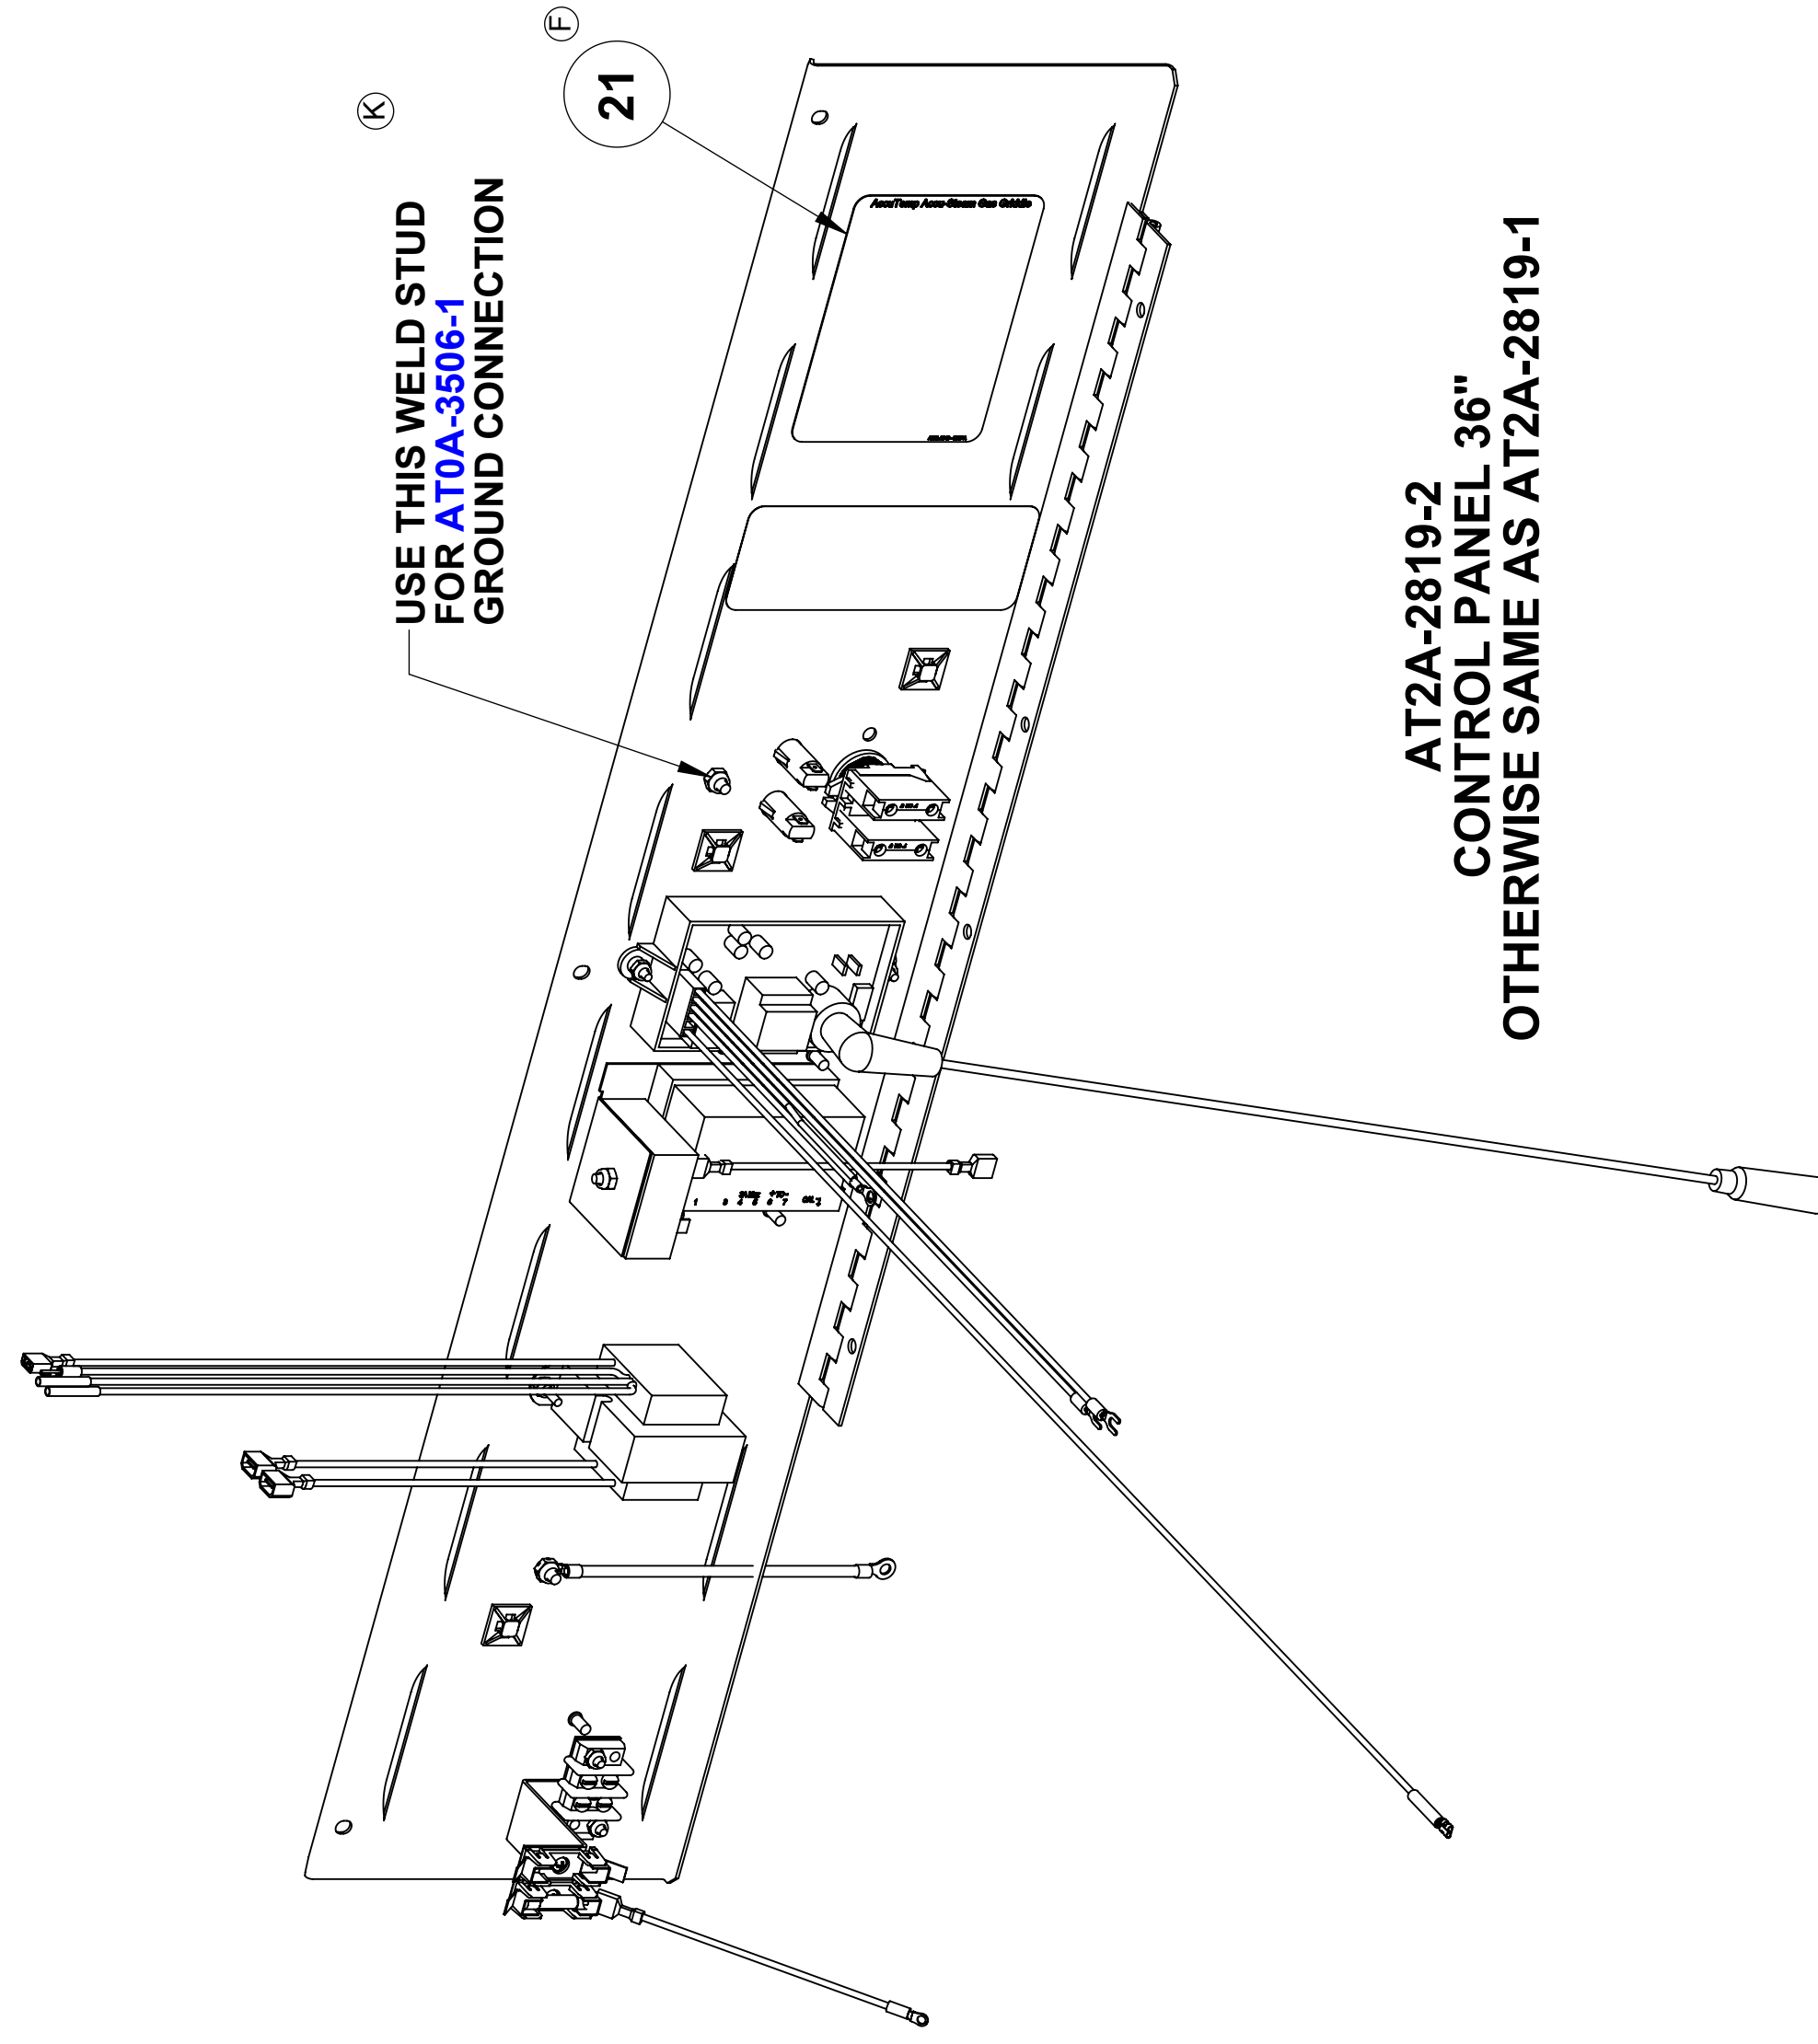 K
USE THIS WELD STUD
FOR AT0A-3506-1
GROUND CONNECTION
F
21
AccuTemp Accu-Steam Gas Griddle
AT2A-2819-2
CONTROL PANEL 36"
OTHERWISE SAME AS AT2A-2819-1